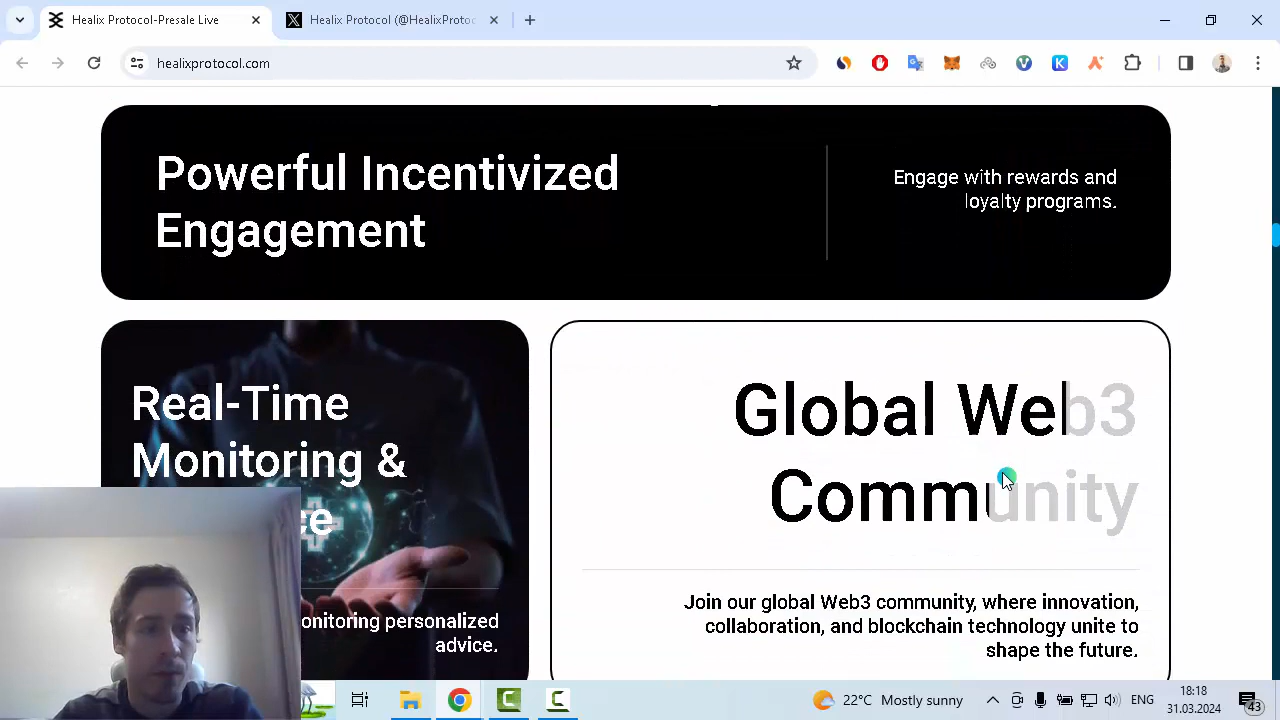 Healix Protocol-Presale Live
Healix Protocol (@HealixProtoc
healixprotocol.com
Powerful Incentivized
Engagement
Engage with rewards and
loyalty programs.
Real-Time
Monitoring &
Global Web3
Community
onitoring personalized
advice.
Join our global Web3 community, where innovation,
collaboration, and blockchain technology unite to
shape the future.
22°C Mostly sunny
ENG
18:18
31.03.2024
43